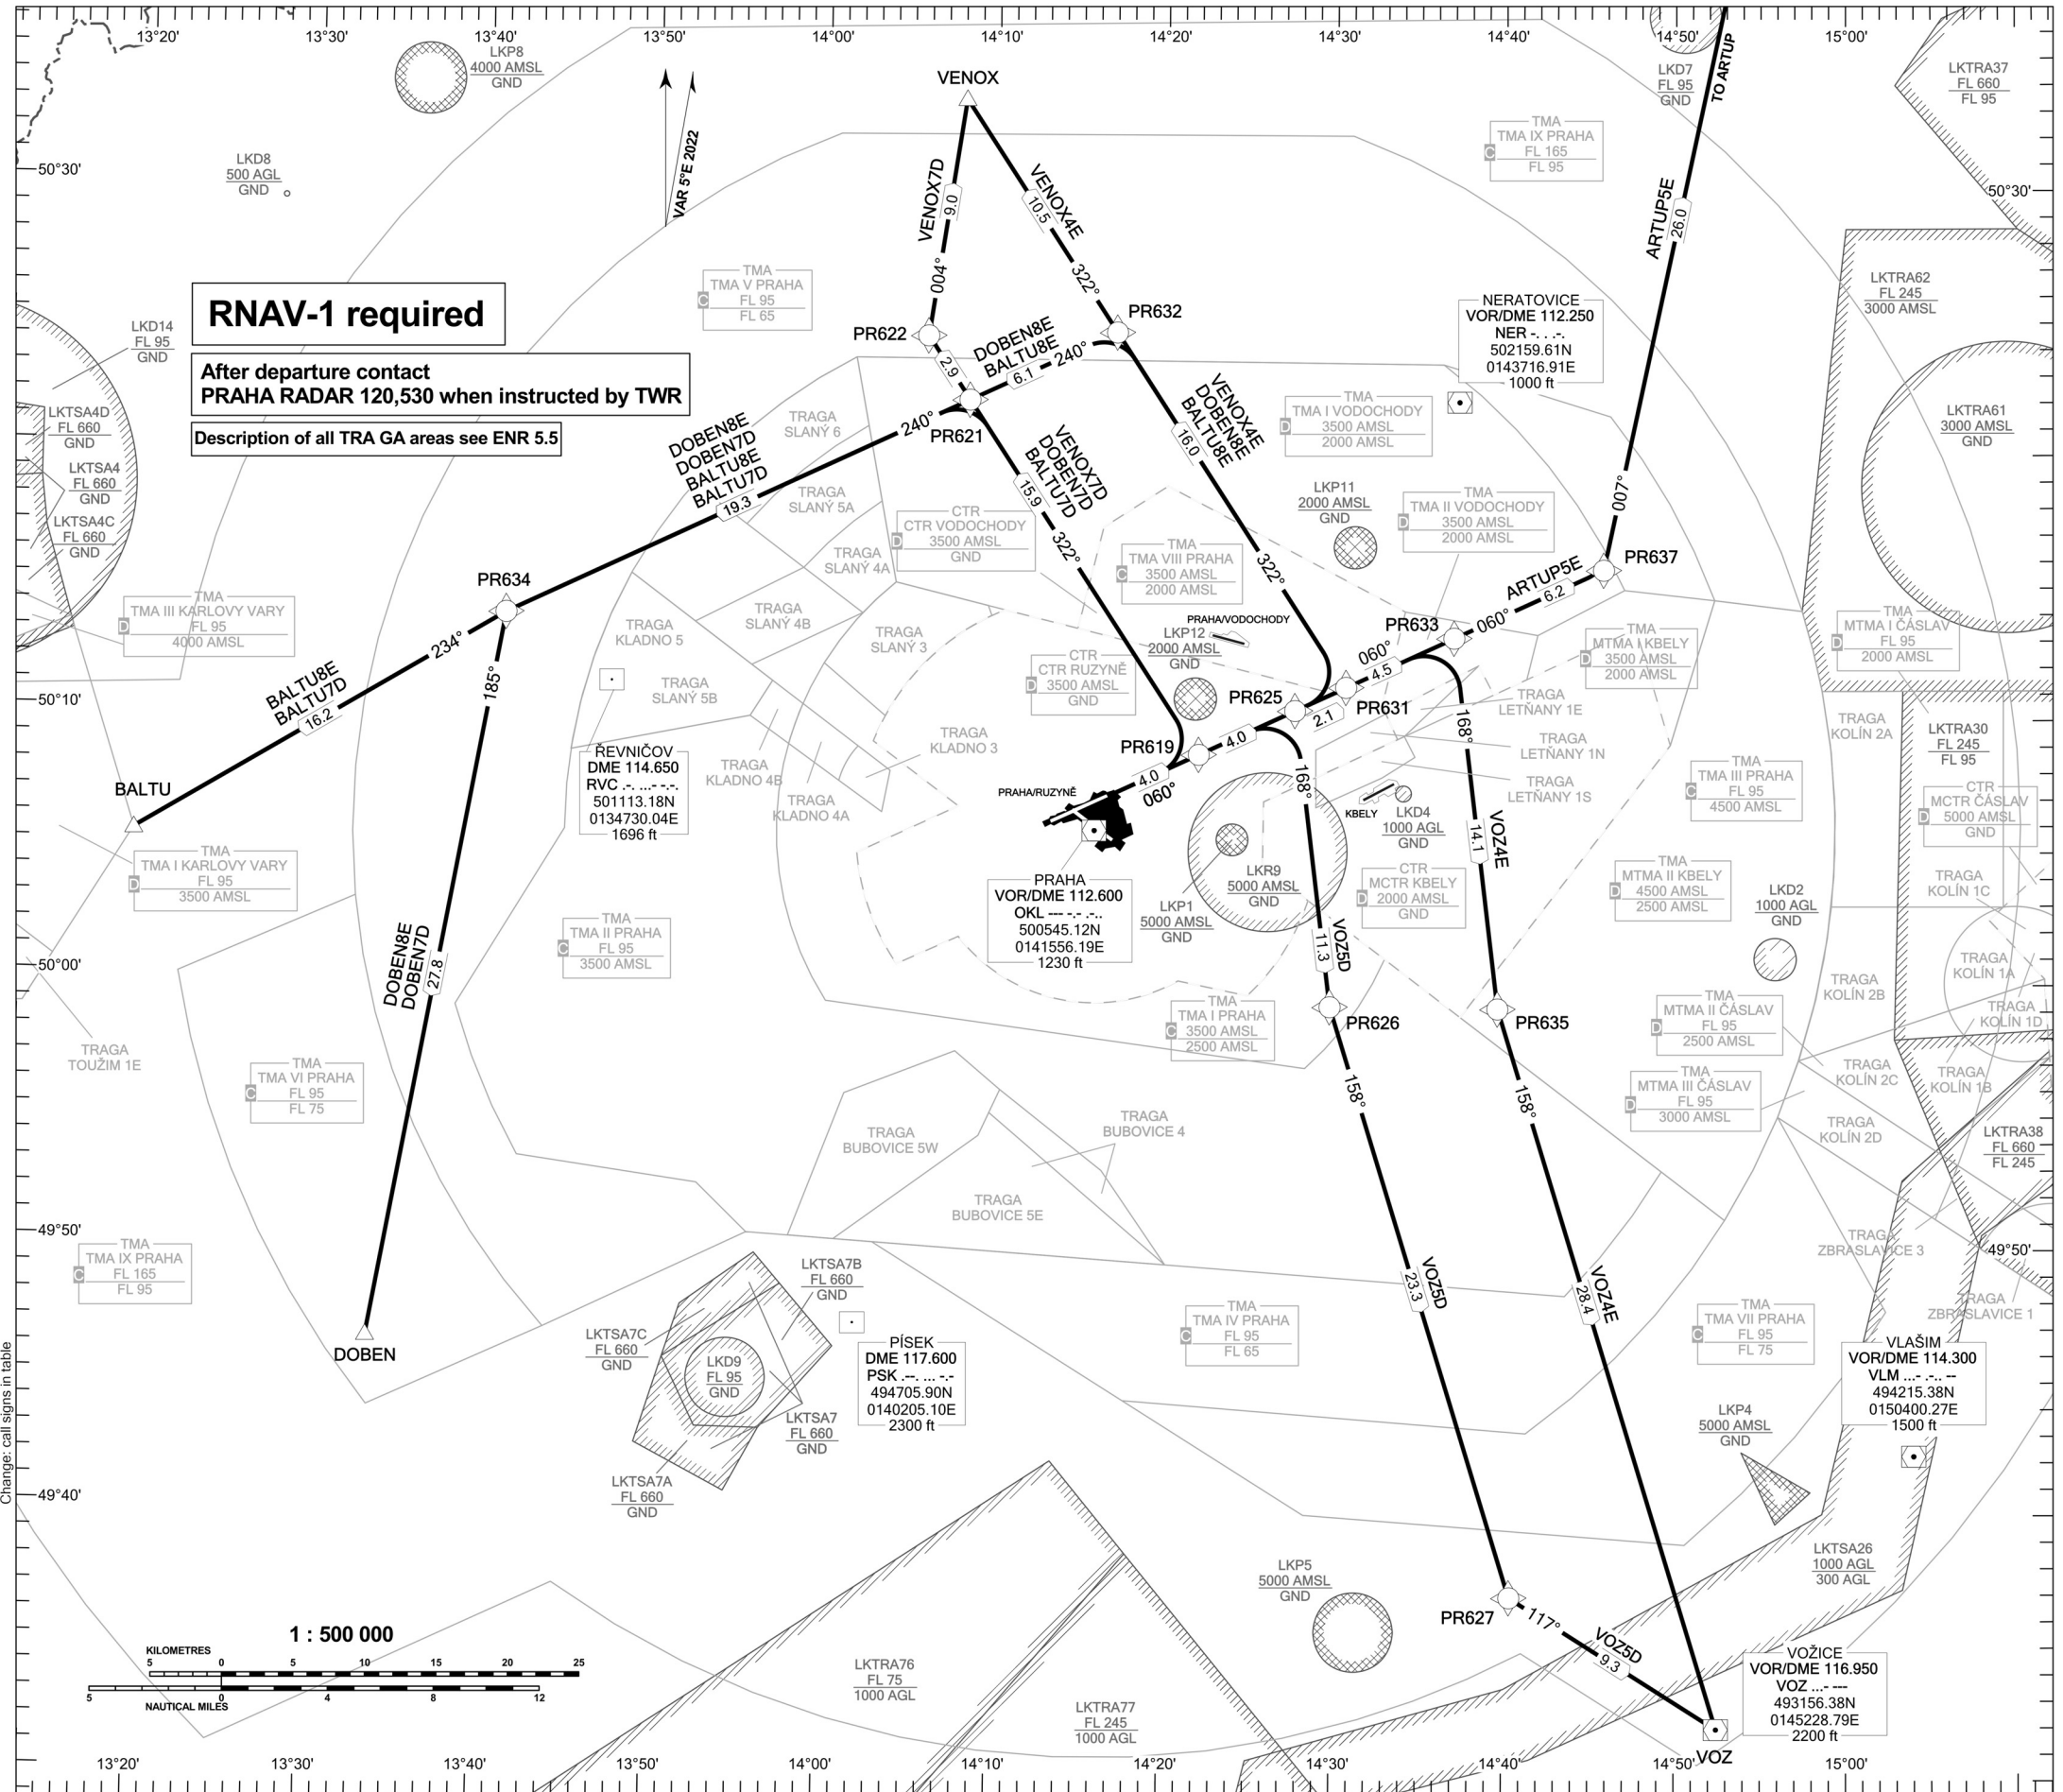 13°20'
13°30'
13°40'
13°50'
14°00'
14°10'
14°20'
14°30'
14°40'
14°50'
15°00'
LKP8
4000 AMSL
GND
VENOX
LKD7
FL 95
GND
TO ARTUP
LKTRA37
FL 660
FL 95
TMA
TMA IX PRAHA
C
FL 165
FL 95
LKD8
500 AGL
GND
50°30'
50°30'
VAR 5°E 2022
VENOX7D
9.0
004°
VENOX4E
10.5
322°
ARTUP5E
26.0
007°
RNAV-1 required
After departure contact
PRAHA RADAR 120,530 when instructed by TWR
Description of all TRA GA areas see ENR 5.5
TMA
TMA V PRAHA
C
FL 95
FL 65
LKTRA62
FL 245
3000 AMSL
LKD14
FL 95
GND
NERATOVICE
VOR/DME 112.250
NER -. . .-.
502159.61N
0143716.91E
1000 ft
PR622
2.9
PR632
DOBEN8E
BALTU8E
6.1
240°
PR621
240°
DOBEN8E
DOBEN7D
BALTU8E
BALTU7D
19.3
VENOX4E
DOBEN8E
BALTU8E
16.0
322°
VENOX7D
DOBEN7D
BALTU7D
15.9
322°
TRAGA
SLANÝ 6
TMA
TMA I VODOCHODY
D
3500 AMSL
2000 AMSL
LKTRA61
3000 AMSL
GND
LKTSA4D
FL 660
GND
LKTSA4
FL 660
GND
LKTSA4C
FL 660
GND
TRAGA
SLANÝ 5A
CTR
CTR VODOCHODY
D
3500 AMSL
GND
LKP11
2000 AMSL
GND
TMA
TMA II VODOCHODY
D
3500 AMSL
2000 AMSL
TRAGA
SLANÝ 4A
TMA
TMA VIII PRAHA
C
3500 AMSL
2000 AMSL
PR637
ARTUP5E
6.2
060°
PR634
TMA
TMA III KARLOVY VARY
D
FL 95
4000 AMSL
TRAGA
KLADNO 5
TRAGA
SLANÝ 4B
TRAGA
SLANÝ 3
PRAHA/VODOCHODY
LKP12
2000 AMSL
GND
PR633
060°
4.5
TMA
MTMA I KBELY
D
3500 AMSL
2000 AMSL
TMA
MTMA I ČÁSLAV
D
FL 95
2000 AMSL
234°
BALTU8E
BALTU7D
16.2
185°
50°10'
TRAGA
SLANÝ 5B
CTR
CTR RUZYNĚ
D
3500 AMSL
GND
PR625
2.1
PR631
TRAGA
LETŇANY 1E
TRAGA
KOLÍN 2A
LKTRA30
FL 245
FL 95
ŘEVNIČOV
DME 114.650
RVC .-. ...- -.-.
501113.18N
0134730.04E
1696 ft
TRAGA
KLADNO 3
TRAGA
KLADNO 4B
TRAGA
KLADNO 4A
PR619
4.0
4.0
060°
168°
168°
TRAGA
LETŇANY 1N
TRAGA
LETŇANY 1S
TMA
TMA III PRAHA
C
FL 95
4500 AMSL
CTR
MCTR ČÁSLAV
D
5000 AMSL
GND
BALTU
PRAHA/RUZYNĚ
KBELY
LKD4
1000 AGL
GND
VOZ4E
14.1
TMA
TMA I KARLOVY VARY
D
FL 95
3500 AMSL
PRAHA
VOR/DME 112.600
OKL --- -.- .-..
500545.12N
0141556.19E
1230 ft
LKP1
5000 AMSL
GND
LKR9
5000 AMSL
GND
CTR
MCTR KBELY
D
2000 AMSL
GND
TMA
MTMA II KBELY
D
4500 AMSL
2500 AMSL
LKD2
1000 AGL
GND
TRAGA
KOLÍN 1C
DOBEN8E
DOBEN7D
27.8
TMA
TMA II PRAHA
C
FL 95
3500 AMSL
VOZ5D
11.3
50°00'
TRAGA
KOLÍN 1A
TRAGA
KOLÍN 2B
TRAGA
KOLÍN 1D
TRAGA
TOUŽIM 1E
TMA
TMA I PRAHA
C
3500 AMSL
2500 AMSL
PR626
PR635
TMA
MTMA II ČÁSLAV
D
FL 95
2500 AMSL
TMA
TMA VI PRAHA
C
FL 95
FL 75
158°
158°
TMA
MTMA III ČÁSLAV
D
FL 95
3000 AMSL
TRAGA
KOLÍN 2C
TRAGA
KOLÍN 1B
TRAGA
BUBOVICE 5W
TRAGA
BUBOVICE 4
TRAGA
KOLÍN 2D
LKTRA38
FL 660
FL 245
TRAGA
BUBOVICE 5E
49°50'
TRAGA
ZBRASLAVICE 3
49°50'
TMA
TMA IX PRAHA
C
FL 165
FL 95
LKTSA7B
FL 660
GND
VOZ5D
23.3
VOZ4E
28.4
TRAGA
ZBRASLAVICE 1
DOBEN
LKTSA7C
FL 660
GND
LKD9
FL 95
GND
PÍSEK
DME 117.600
PSK .--. ... -.-
494705.90N
0140205.10E
2300 ft
TMA
TMA IV PRAHA
C
FL 95
FL 65
TMA
TMA VII PRAHA
C
FL 95
FL 75
VLAŠIM
VOR/DME 114.300
VLM ...- .-.. --
494215.38N
0150400.27E
1500 ft
LKTSA7
FL 660
GND
LKP4
5000 AMSL
GND
LKTSA7A
FL 660
GND
49°40'
Change: call signs in table
LKP5
5000 AMSL
GND
LKTSA26
1000 AGL
300 AGL
PR627
117°
VOZ5D
9.3
1 : 500 000
KILOMETRES
5 0 5 10 15 20 25
5 0 4 8 12
NAUTICAL MILES
LKTRA76
FL 75
1000 AGL
LKTRA77
FL 245
1000 AGL
VOŽICE
VOR/DME 116.950
VOZ ...- --- 
493156.38N
0145228.79E
2200 ft
VOZ
13°20'
13°30'
13°40'
13°50'
14°00'
14°10'
14°20'
14°30'
14°40'
14°50'
15°00'